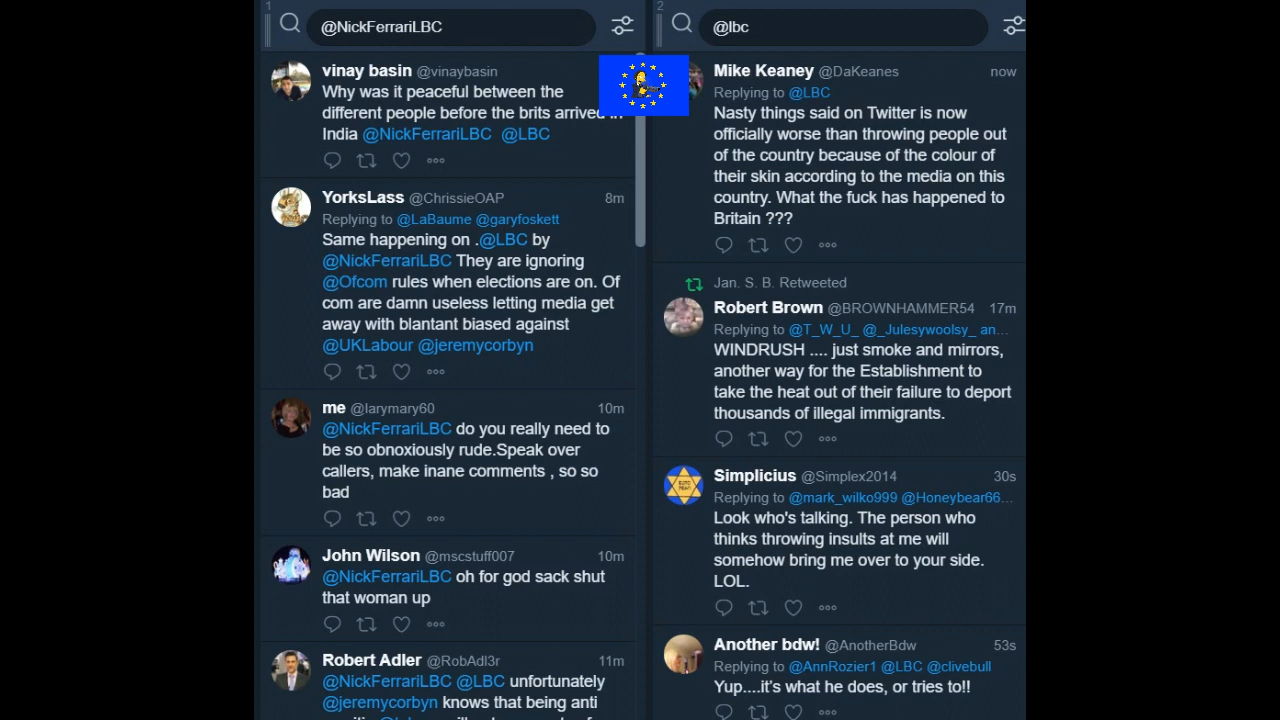 1
@NickFerrariLBC
vinay basin @vinaybasin
Why was it peaceful between the
different people before the brits arrived in
India @NickFerrariLBC @LBC
YorksLass @ChrissieOAP 8m
Replying to @LaBaume @garyfoskett
Same happening on .@LBC by
@NickFerrariLBC They are ignoring
@Ofcom rules when elections are on. Of
com are damn useless letting media get
away with blantant biased against
@UKLabour @jeremycorbyn
me @larymary60 10m
@NickFerrariLBC do you really need to
be so obnoxiously rude.Speak over
callers, make inane comments , so so
bad
John Wilson @mscstuff007 10m
@NickFerrariLBC oh for god sack shut
that woman up
Robert Adler @RobAdl3r 11m
@NickFerrariLBC @LBC unfortunately
@jeremycorbyn knows that being anti
2
@lbc
Mike Keaney @DaKeanes now
Replying to @LBC
Nasty things said on Twitter is now
officially worse than throwing people out
of the country because of the colour of
their skin according to the media on this
country. What the fuck has happened to
Britain ???
Jan. S. B. Retweeted
Robert Brown @BROWNHAMMER54 17m
Replying to @T_W_U_ @_Julesywoolsy_ an...
WINDRUSH .... just smoke and mirrors,
another way for the Establishment to
take the heat out of their failure to deport
thousands of illegal immigrants.
Simplicius @Simplex2014 30s
Replying to @mark_wilko999 @Honeybear66...
Look who's talking. The person who
thinks throwing insults at me will
somehow bring me over to your side.
LOL.
Another bdw! @AnotherBdw 53s
Replying to @AnnRozier1 @LBC @clivebull
Yup....it's what he does, or tries to!!